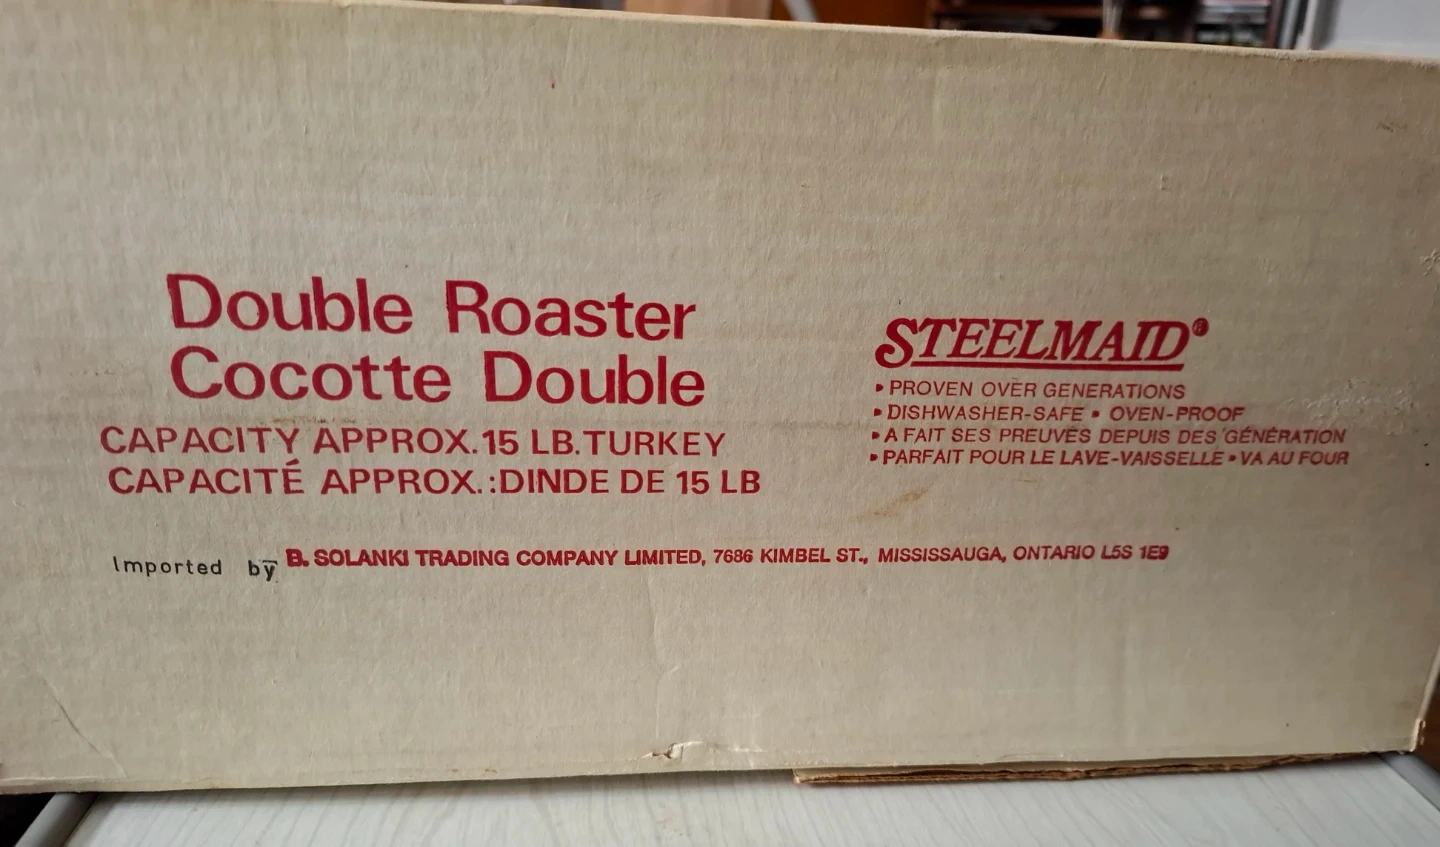 Double Roaster
Cocotte Double
CAPACITY APPROX. 15 LB. TURKEY
CAPACITÉ APPROX.: DINDE DE 15 LB
STEELMAID®
▸ PROVEN OVER GENERATIONS
▸ DISHWASHER-SAFE • OVEN-PROOF
▸ A FAIT SES PREUVES DEPUIS DES GÉNÉRATION
▸ PARFAIT POUR LE LAVE-VAISSELLE • VA AU FOUR
Imported by B. SOLANKI TRADING COMPANY LIMITED, 7686 KIMBEL ST., MISSISSAUGA, ONTARIO L5S 1E9